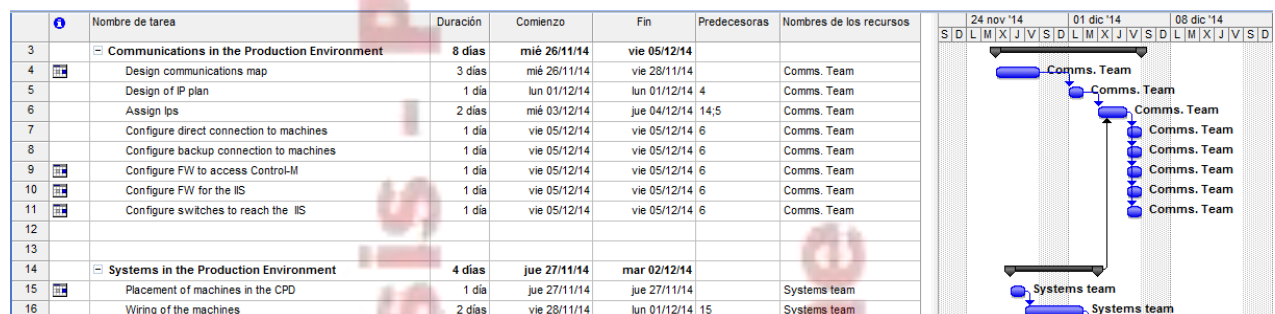 Nombre de tarea Duración Comienzo Fin Predecesoras Nombres de los recursos 24 nov '14 01 dic '14 08 dic '14
S D L M X J V S D L M X J V S D L M X J V S D
3 Communications in the Production Environment 8 días mié 26/11/14 vie 05/12/14
4 Design communications map 3 días mié 26/11/14 vie 28/11/14 Comms. Team Comms. Team
5 Design of IP plan 1 día lun 01/12/14 lun 01/12/14 4 Comms. Team Comms. Team
6 Assign Ips 2 días mié 03/12/14 jue 04/12/14 14;5 Comms. Team Comms. Team
7 Configure direct connection to machines 1 día vie 05/12/14 vie 05/12/14 6 Comms. Team Comms. Team
8 Configure backup connection to machines 1 día vie 05/12/14 vie 05/12/14 6 Comms. Team Comms. Team
9 Configure FW to access Control-M 1 día vie 05/12/14 vie 05/12/14 6 Comms. Team Comms. Team
10 Configure FW for the IIS 1 día vie 05/12/14 vie 05/12/14 6 Comms. Team Comms. Team
11 Configure switches to reach the IIS 1 día vie 05/12/14 vie 05/12/14 6 Comms. Team Comms. Team
12
13
14 Systems in the Production Environment 4 días jue 27/11/14 mar 02/12/14
15 Placement of machines in the CPD 1 día jue 27/11/14 jue 27/11/14 Systems team Systems team
16 Wiring of the machines 2 días vie 28/11/14 lun 01/12/14 15 Systems team Systems team